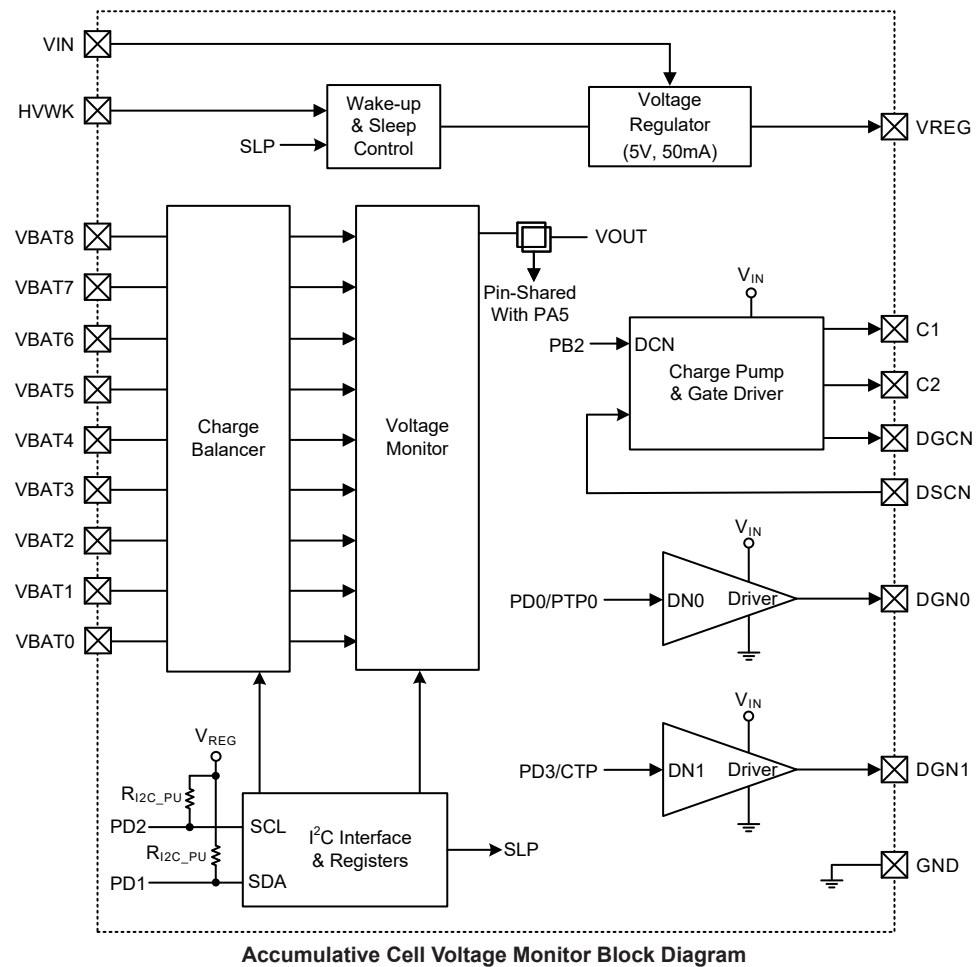 VIN
HVWK
SLP
Wake-up
& Sleep
Control
Voltage
Regulator
(5V, 50mA)
VREG
VBAT8
VBAT7
VBAT6
VBAT5
VBAT4
VBAT3
VBAT2
VBAT1
VBAT0
Charge
Balancer
Voltage
Monitor
VOUT
Pin-Shared
With PA5
VIN
PB2
DCN
Charge Pump
& Gate Driver
C1
C2
DGCN
DSCN
VIN
PD0/PTP0
DN0
Driver
DGN0
VIN
PD3/CTP
DN1
Driver
DGN1
VREG
RI2C_PU
PD2
SCL
RI2C_PU
PD1
SDA
I²C Interface
& Registers
SLP
GND
Accumulative Cell Voltage Monitor Block Diagram